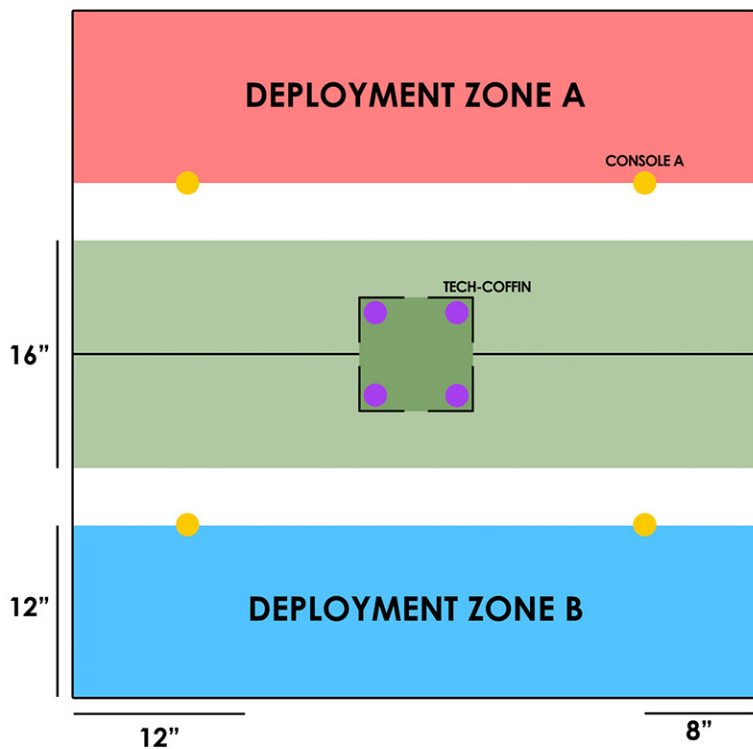 DEPLOYMENT ZONE A
CONSOLE A
TECH-COFFIN
16”
DEPLOYMENT ZONE B
12”
12”
8”